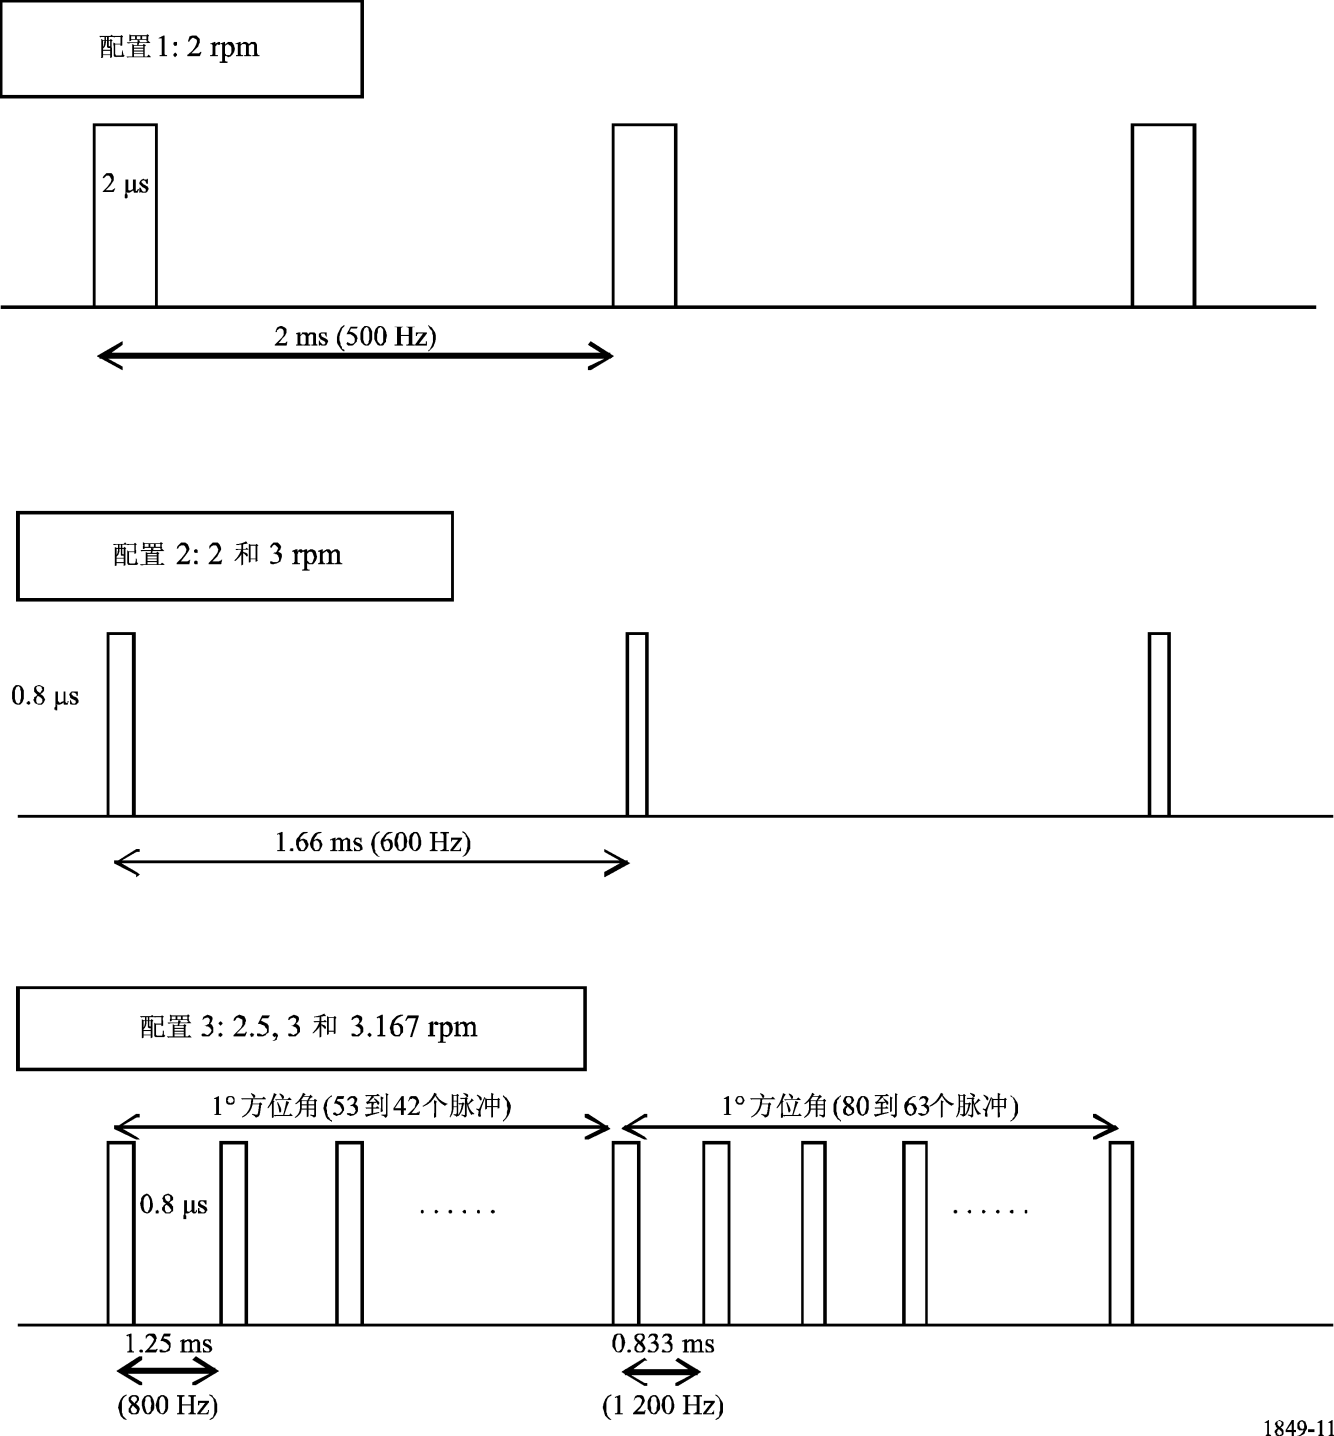 配置1: 2 rpm
2 μs
2 ms (500 Hz)
配置 2: 2 和 3 rpm
0.8 μs
1.66 ms (600 Hz)
配置 3: 2.5, 3 和 3.167 rpm
1° 方位角 (53 到 42 个脉冲)
1° 方位角 (80 到 63个脉冲)
0.8 μs
......
......
1.25 ms
0.833 ms
(800 Hz)
(1 200 Hz)
1849-11